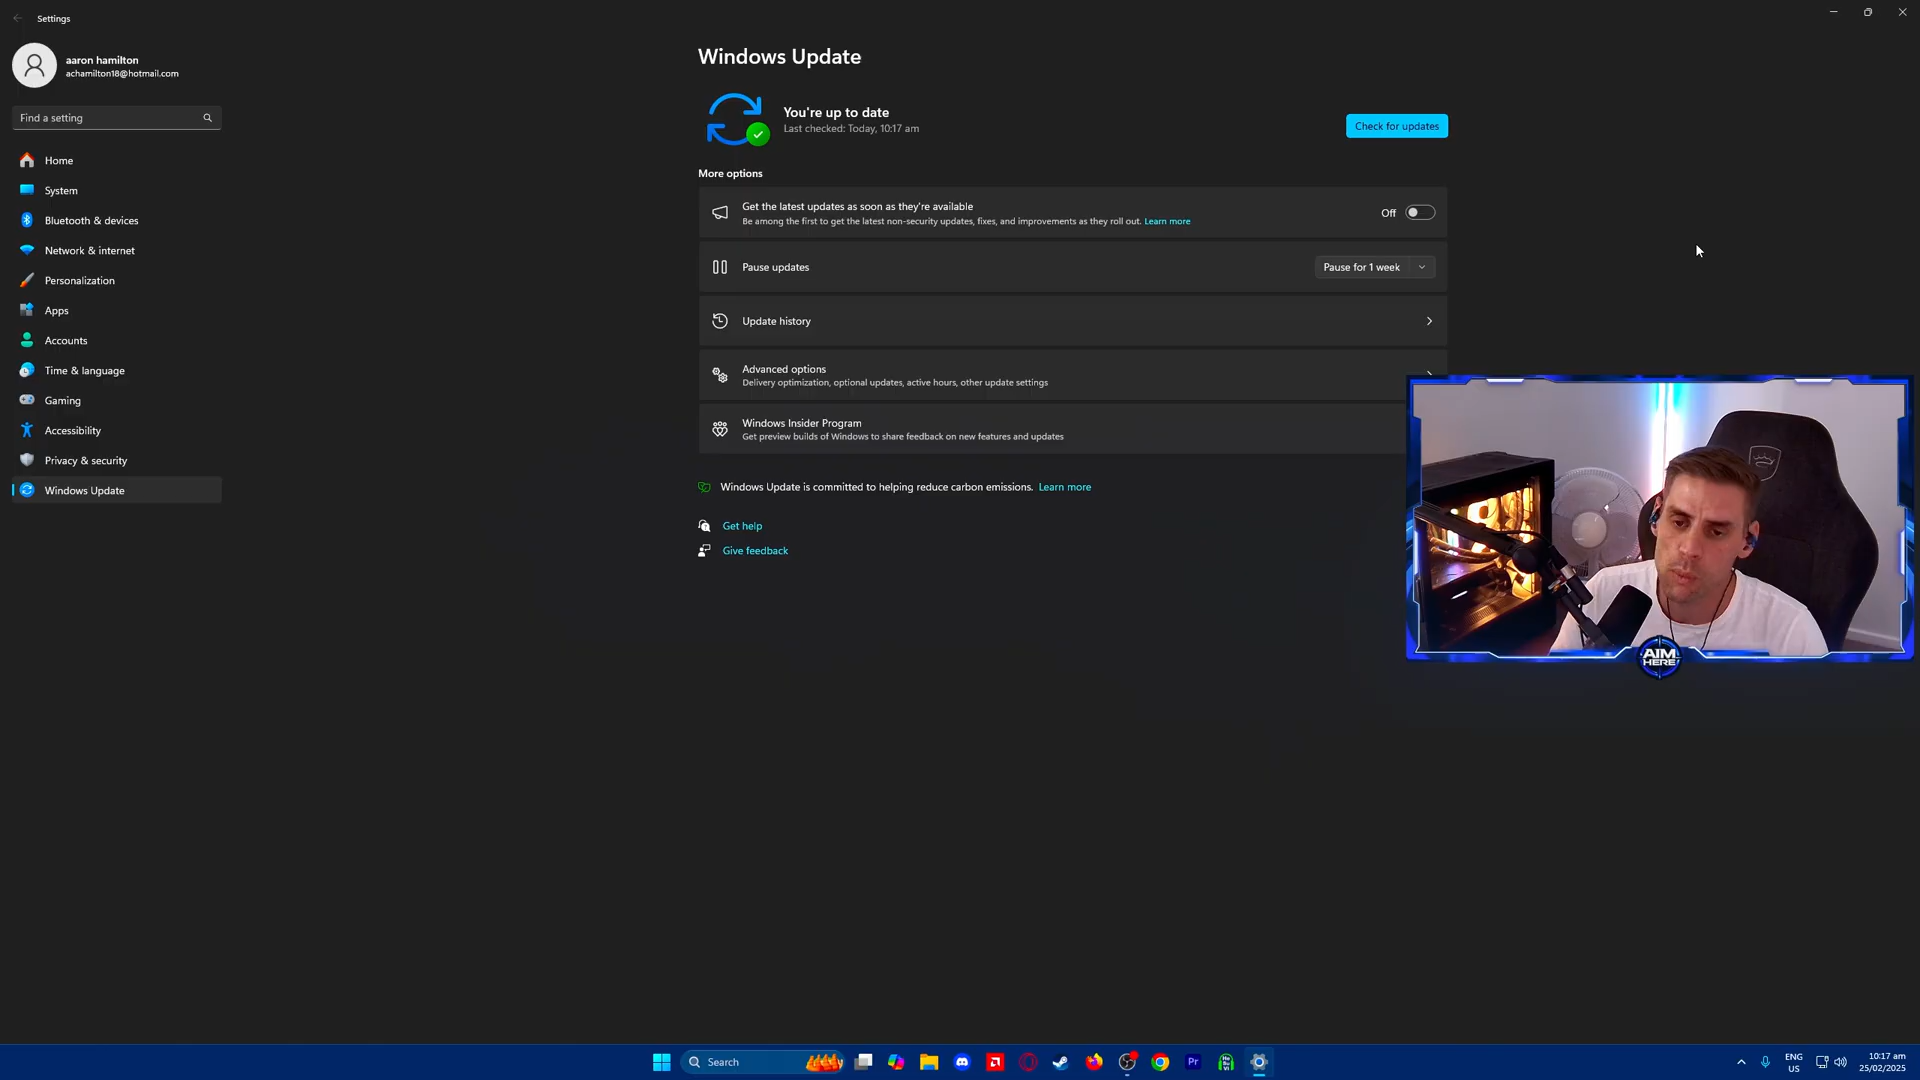 Settings
aaron hamilton
achamilton18@hotmail.com
Find a setting
Home
System
Bluetooth & devices
Network & internet
Personalization
Apps
Accounts
Time & language
Gaming
Accessibility
Privacy & security
Windows Update
Windows Update
You're up to date
Last checked: Today, 10:17 am
Check for updates
More options
Get the latest updates as soon as they're available
Be among the first to get the latest non-security updates, fixes, and improvements as they roll out. Learn more
Off
Pause updates
Pause for 1 week
Update history
Advanced options
Delivery optimization, optional updates, active hours, other update settings
Windows Insider Program
Get preview builds of Windows to share feedback on new features and updates
Windows Update is committed to helping reduce carbon emissions. Learn more
Get help
Give feedback
AIM
HERE
Search
Pr
ENG
US
10:17 am
25/02/2025